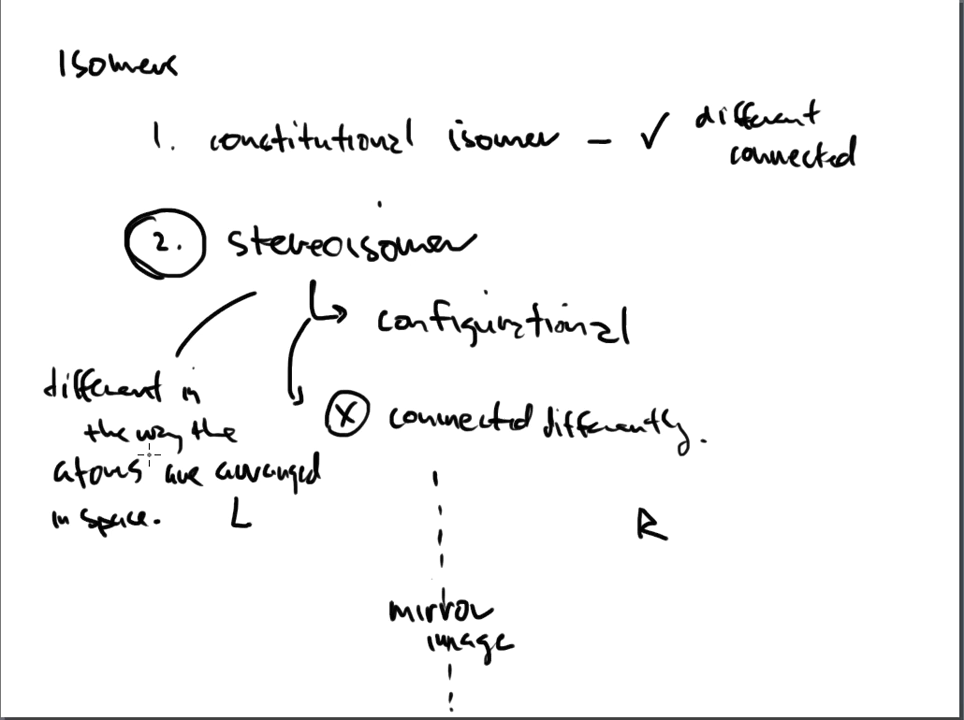 Isomers
1. constitutional isomer – ✓ different
connected
2. stereoisomer
↳ configurational
different in
the way the
atoms are arranged
in space.
ⓧ connected differently.
L
R
mirror
image